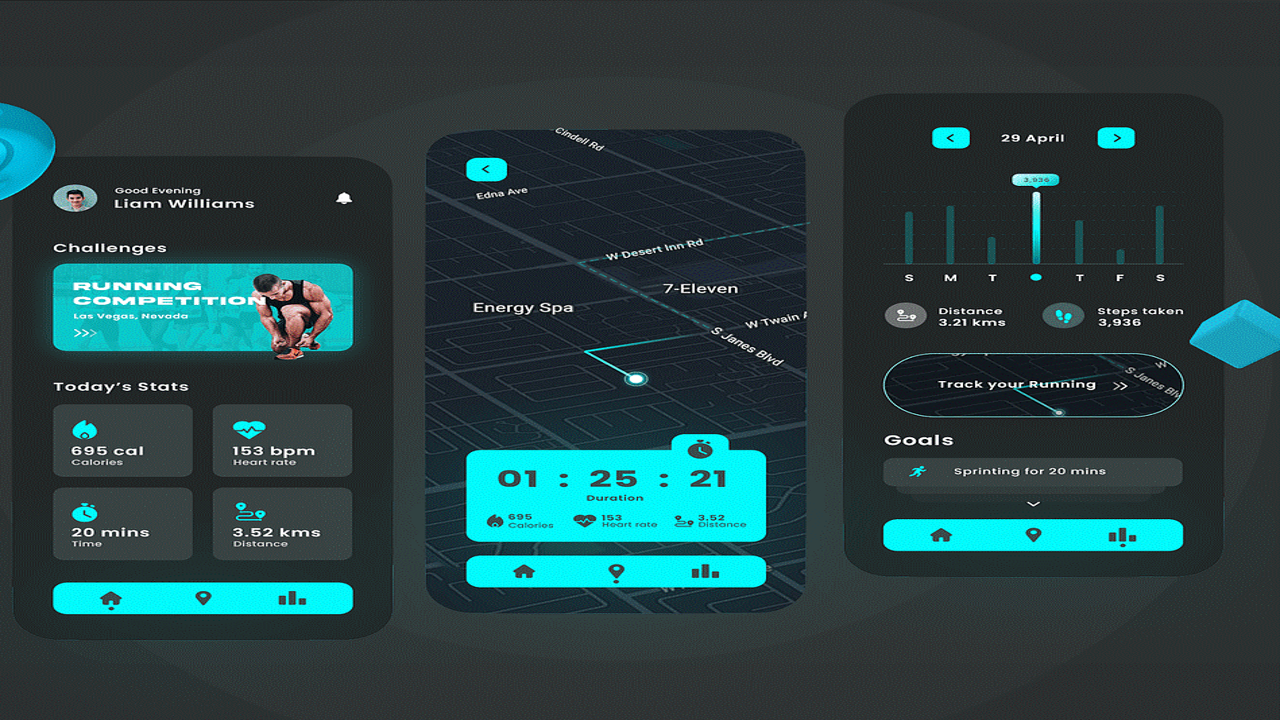 Good Evening
Liam Williams
Challenges
RUNNING
COMPETITION
Las Vegas, Nevada
Today's Stats
695 cal
Calories
153 bpm
Heart rate
20 mins
Time
3.52 kms
Distance
Cindell Rd
Edna Ave
W Desert Inn Rd
7-Eleven
Energy Spa
W Twain A
S Janes Blvd
01 : 25 : 21
Duration
695
Calories
153
Heart rate
3.52
Distance
W
29 April
3,936
S M T T F S
Distance
3.21 kms
Steps taken
3,936
Track your Running
W
S Janes Blv
Goals
Sprinting for 20 mins